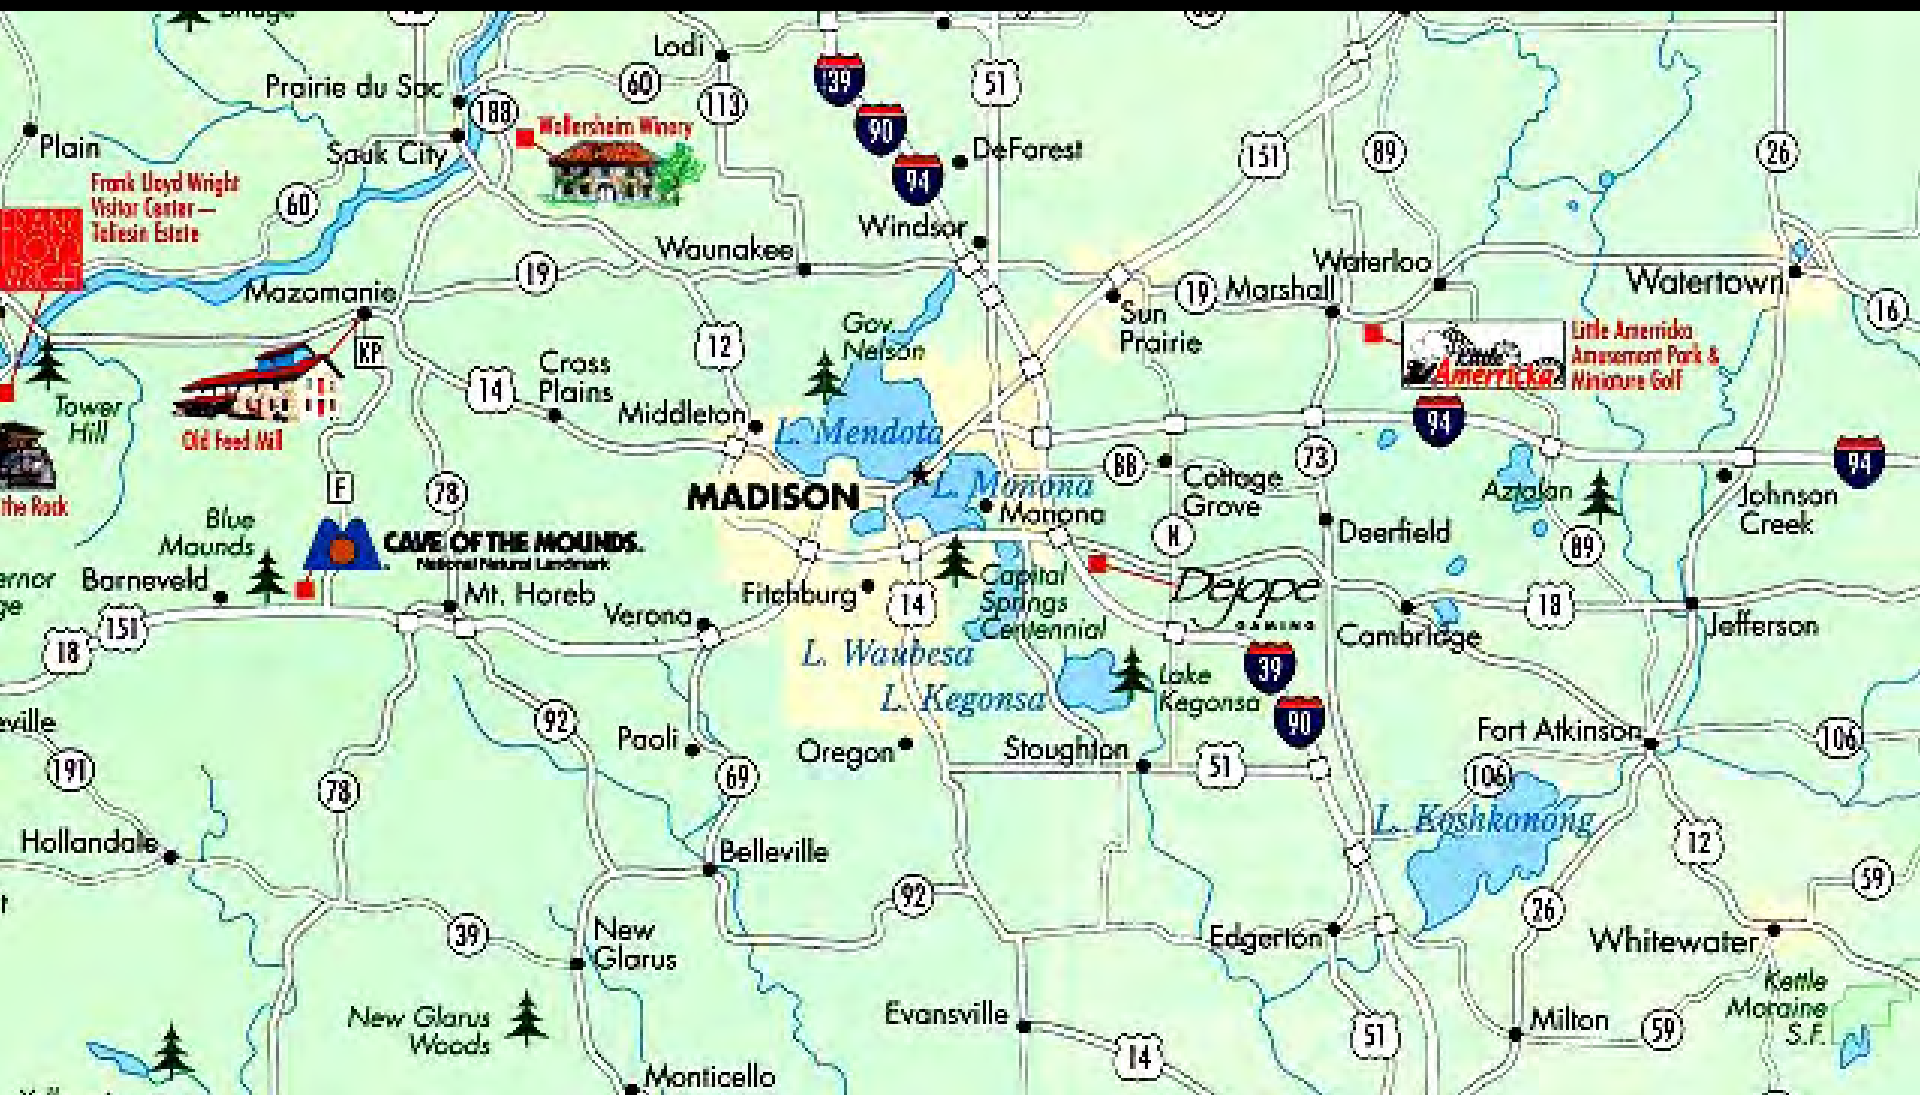 Lodi
39
51
Prairie du Sac
60
188
113
90
Wollersheim Winery
Plain
Sauk City
DeForest
151
89
26
94
Frank Lloyd Wright
Visitor Center —
Taliesin Estate
60
Windsor
Waunakee
19
Waterloo
Watertown
Mazomanie
19
Marshall
16
Sun
Prairie
KP
12
Gov.
Nelson
Little Amerricka
Amusement Park &
Miniature Golf
Little
Amerricka
14
Cross
Plains
Tower
Hill
Old Feed Mill
Middleton
L. Mendota
94
BB
73
94
F
78
MADISON
L. Monona
Monona
Cottage
Grove
Aztalan
Johnson
Creek
the Rock
Blue
Mounds
CAVE OF THE MOUNDS.
National Natural Landmark
N
Deerfield
89
Barneveld
Mt. Horeb
Verona
Fitchburg
14
Capital
Springs
Centennial
Dejope
GAMING
18
Jefferson
151
18
Cambridge
L. Waubesa
L. Kegonsa
Lake
Kegonsa
39
90
92
Paoli
Oregon
Stoughton
51
Fort Atkinson
106
106
191
78
69
L. Koshkonong
12
Hollandale
Belleville
92
59
26
39
New
Glarus
Edgerton
Whitewater
New Glarus
Woods
Evansville
14
51
Milton
59
Kettle
Moraine
S.F.
Monticello